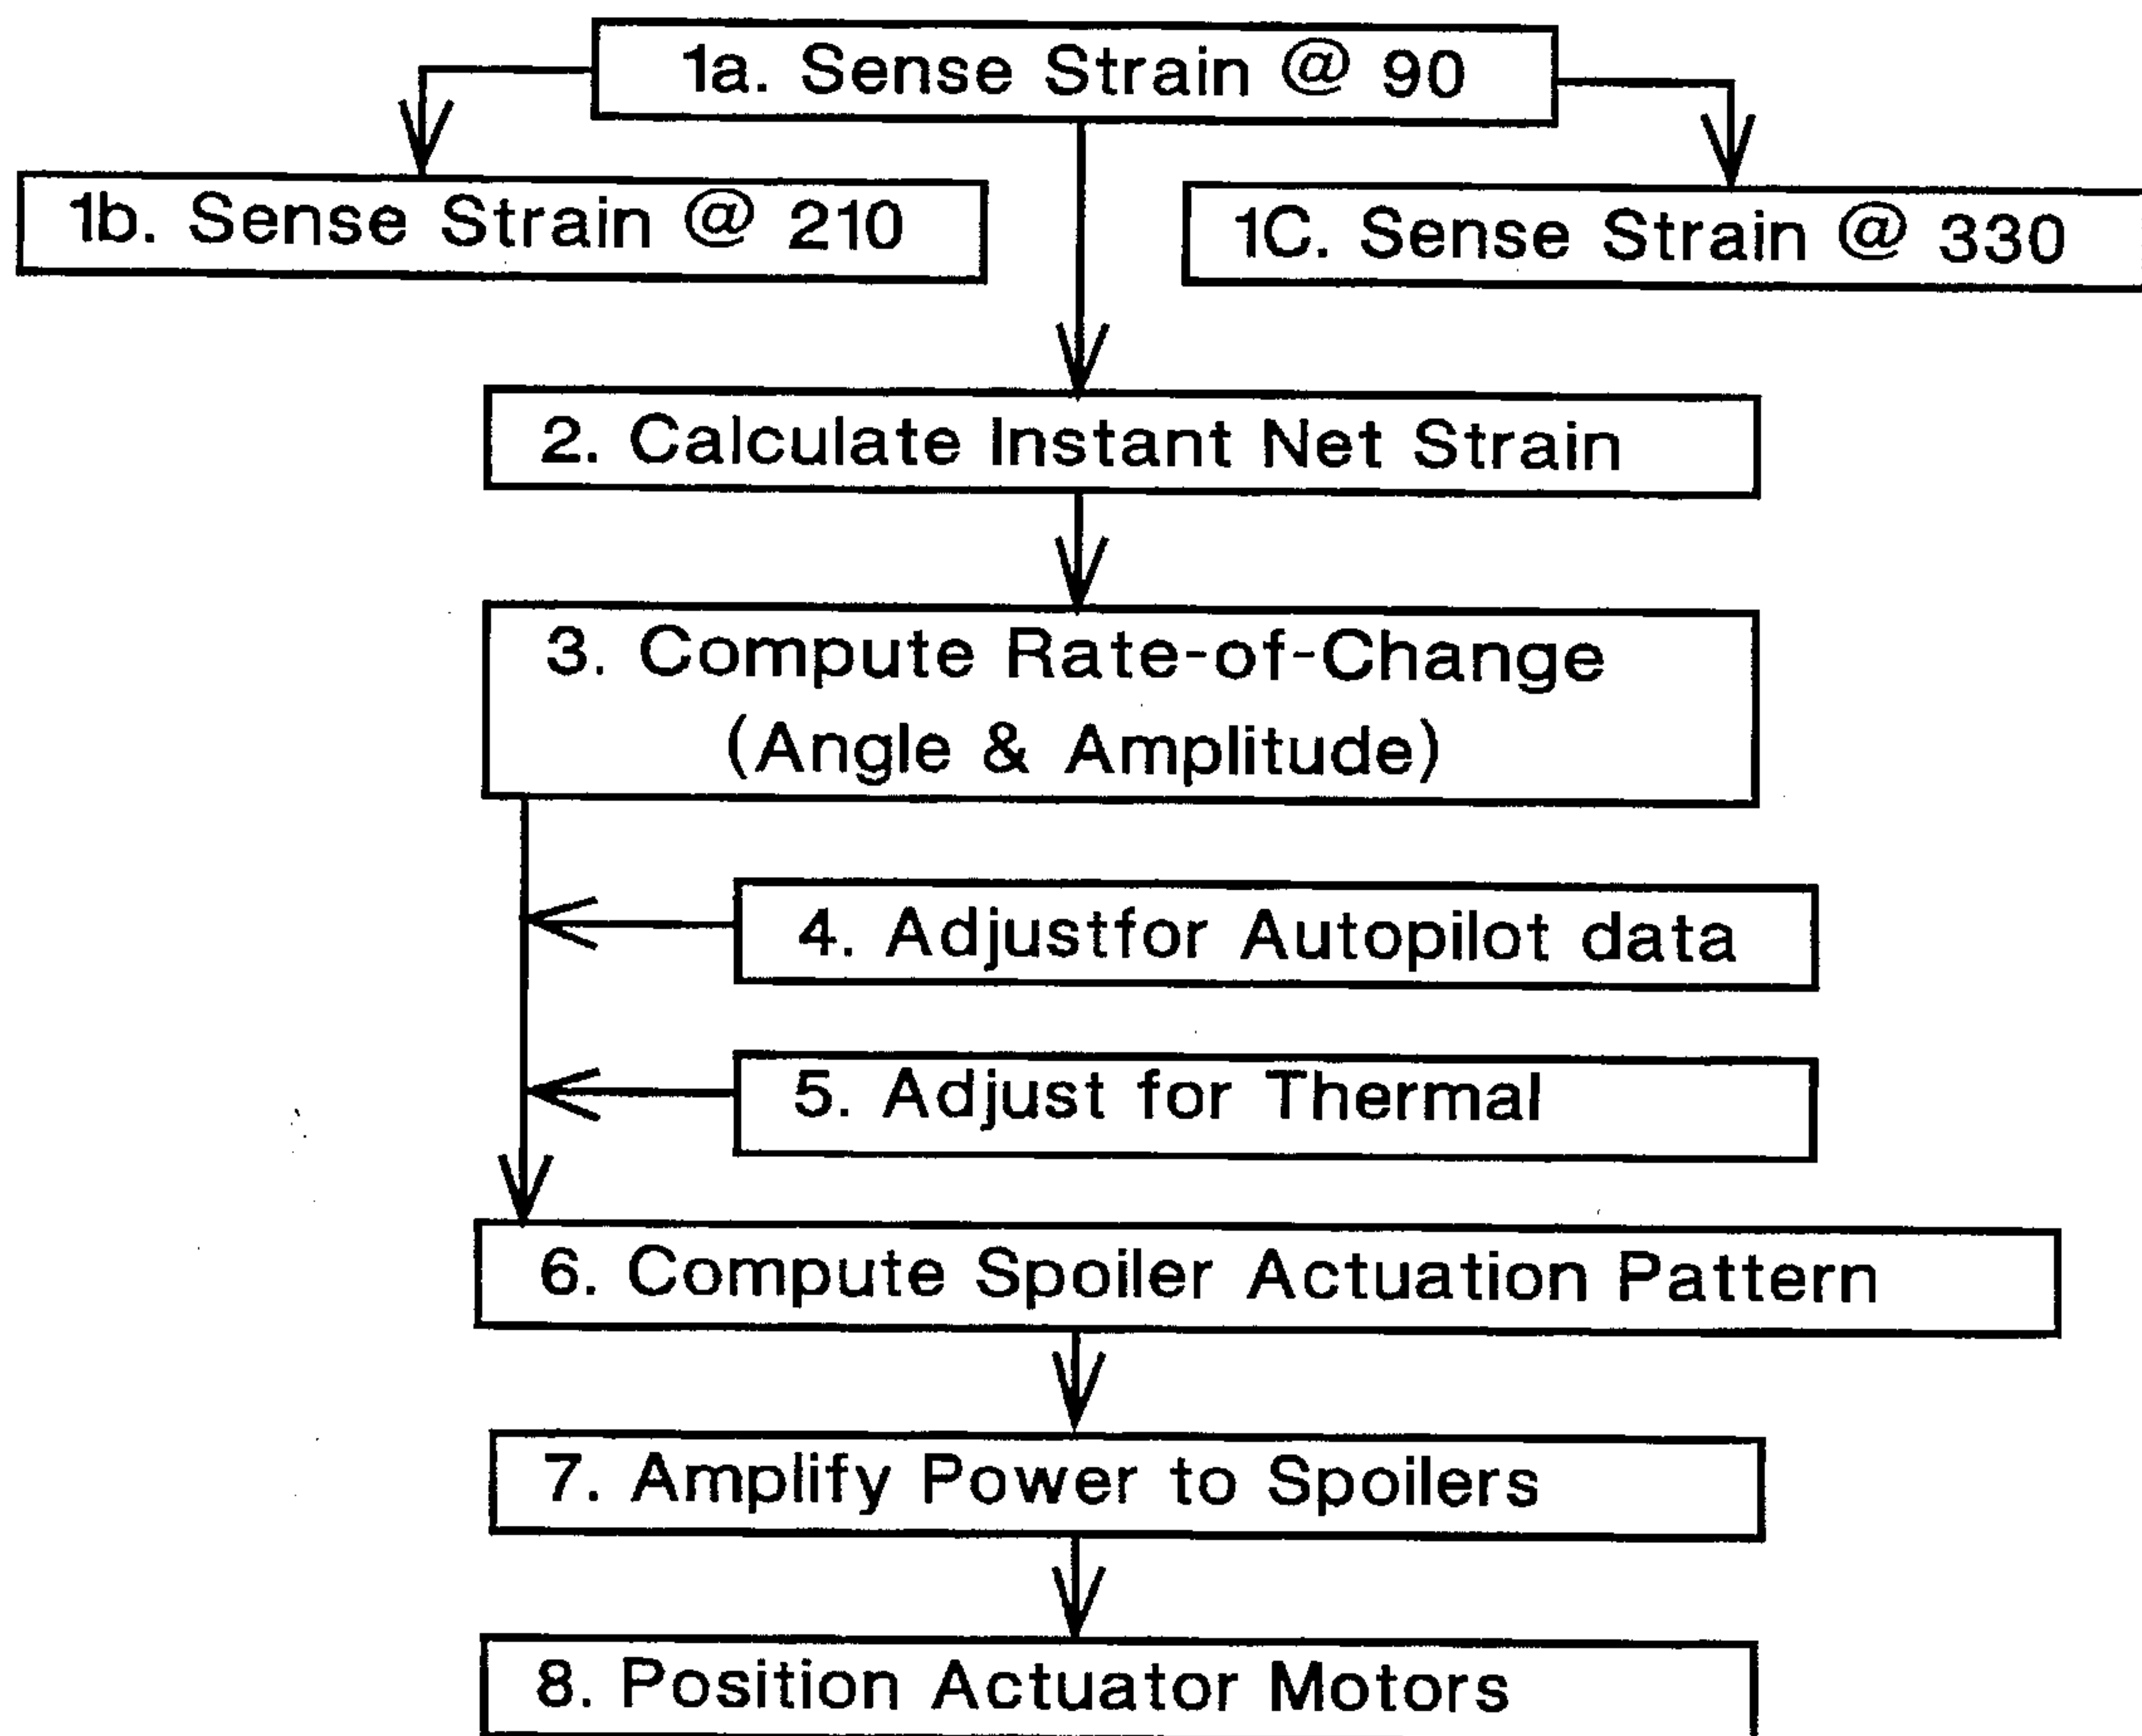 1a. Sense Strain @ 90
1b. Sense Strain @ 210
1C. Sense Strain @ 330
2. Calculate Instant Net Strain
3. Compute Rate-of-Change
(Angle & Amplitude)
4. Adjustfor Autopilot data
5. Adjust for Thermal
6. Compute Spoiler Actuation Pattern
7. Amplify Power to Spoilers
8. Position Actuator Motors